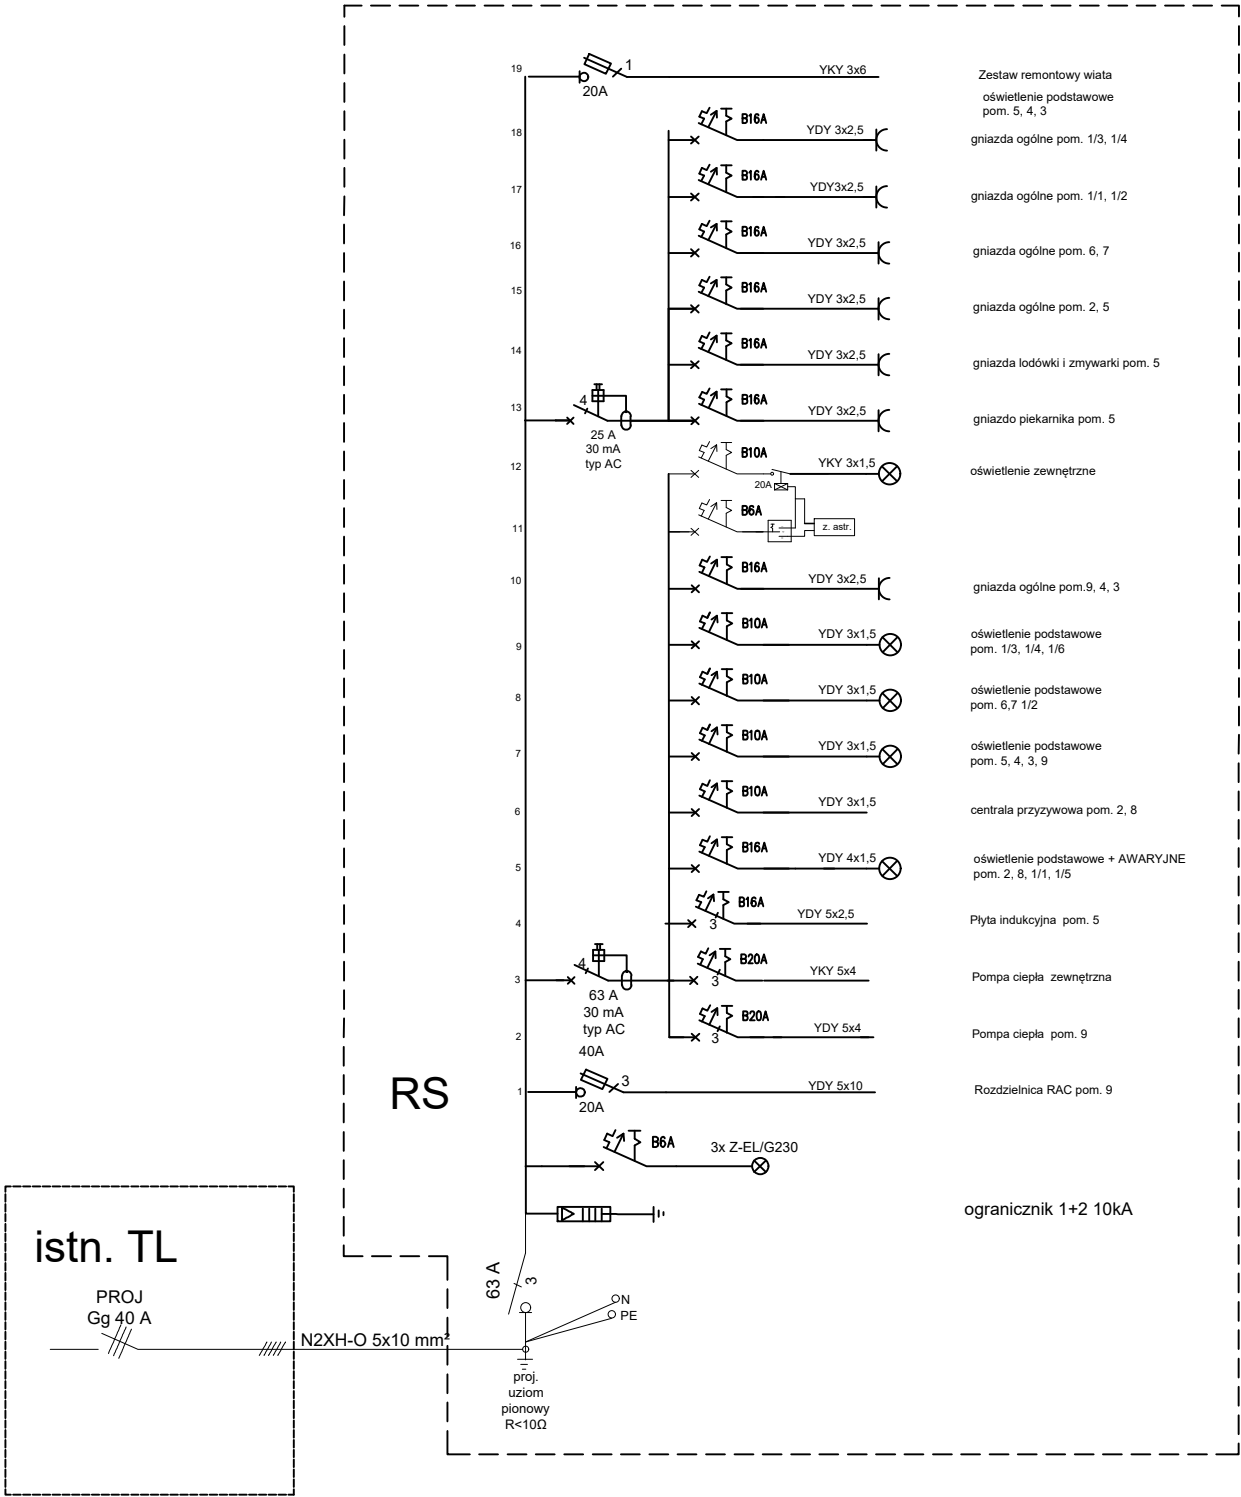 19
1
20A
YKY 3x6
Zestaw remontowy wiata
oświetlenie podstawowe
pom. 5, 4, 3
18
B16A
YDY 3x2,5
gniazda ogólne pom. 1/3, 1/4
17
B16A
YDY3x2,5
gniazda ogólne pom. 1/1, 1/2
16
B16A
YDY 3x2,5
gniazda ogólne pom. 6, 7
15
B16A
YDY 3x2,5
gniazda ogólne pom. 2, 5
14
B16A
YDY 3x2,5
gniazda lodówki i zmywarki pom. 5
13
4
25 A
30 mA
typ AC
B16A
YDY 3x2,5
gniazdo piekarnika pom. 5
12
B10A
20A
YKY 3x1,5
oświetlenie zewnętrzne
11
B6A
z. astr.
10
B16A
YDY 3x2,5
gniazda ogólne pom.9, 4, 3
9
B10A
YDY 3x1,5
oświetlenie podstawowe
pom. 1/3, 1/4, 1/6
8
B10A
YDY 3x1,5
oświetlenie podstawowe
pom. 6,7 1/2
7
B10A
YDY 3x1,5
oświetlenie podstawowe
pom. 5, 4, 3, 9
6
B10A
YDY 3x1,5
centrala przyzywowa pom. 2, 8
5
B16A
YDY 4x1,5
oświetlenie podstawowe + AWARYJNE
pom. 2, 8, 1/1, 1/5
4
B16A
3
YDY 5x2,5
Płyta indukcyjna pom. 5
3
4
63 A
30 mA
typ AC
B20A
3
YKY 5x4
Pompa ciepła zewnętrzna
2
B20A
3
YDY 5x4
Pompa ciepła pom. 9
40A
RS
1
3
20A
YDY 5x10
Rozdzielnica RAC pom. 9
B6A
3x Z-EL/G230
ogranicznik 1+2 10kA
istn. TL
PROJ
Gg 40 A
N2XH-O 5x10 mm²
63 A
3
N
PE
proj.
uziom
pionowy
R<10Ω